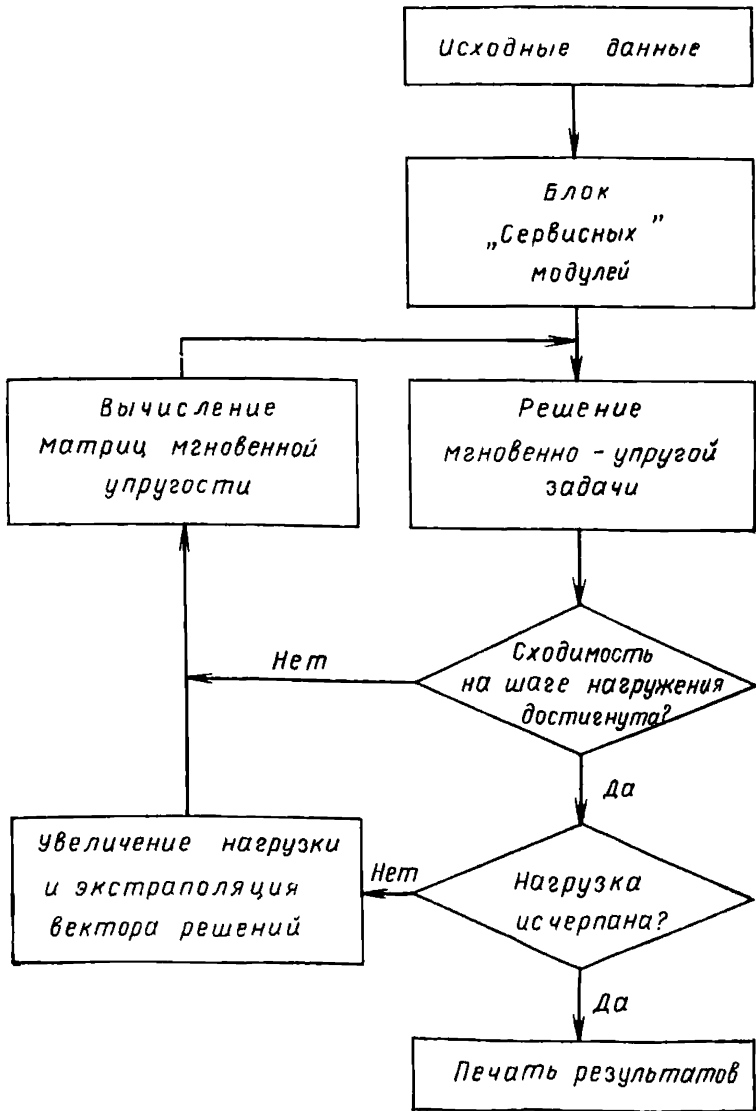 Исходные данные
Блок
„Сервисных”
модулей
Вычисление
матриц мгновенной
упругости
Решение
мгновенно - упругой
задачи
Нет
Сходимость
на шаге нагружения
достигнута?
Да
Увеличение нагрузки
и экстраполяция
вектора решений
Нет
Нагрузка
исчерпана?
Да
Печать результатов